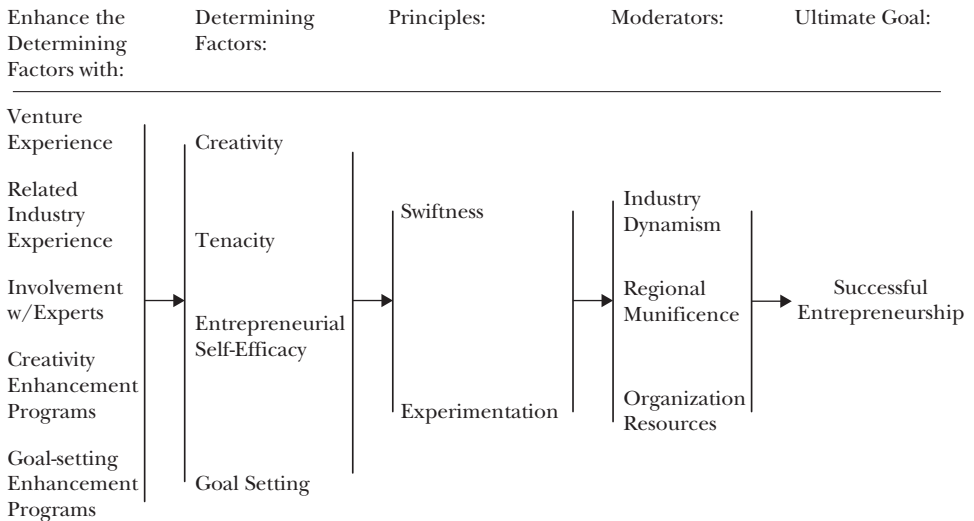 Enhance the
Determining
Factors with:
Determining
Factors:
Principles:
Moderators:
Ultimate Goal:
Venture
Experience
Related
Industry
Experience
Involvement
w/Experts
Creativity
Enhancement
Programs
Goal-setting
Enhancement
Programs
Creativity
Tenacity
Entrepreneurial
Self-Efficacy
Goal Setting
Swiftness
Experimentation
Industry
Dynamism
Regional
Munificence
Organization
Resources
Successful
Entrepreneurship